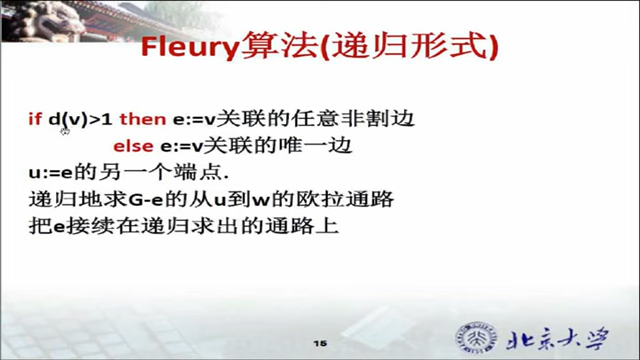 Fleury算法(递归形式)
if d(v)>1 then e:=v关联的任意非割边
else e:=v关联的唯一边
u:=e的另一个端点.
递归地求G-e的从u到w的欧拉通路
把e接续在递归求出的通路上
15
北京大学